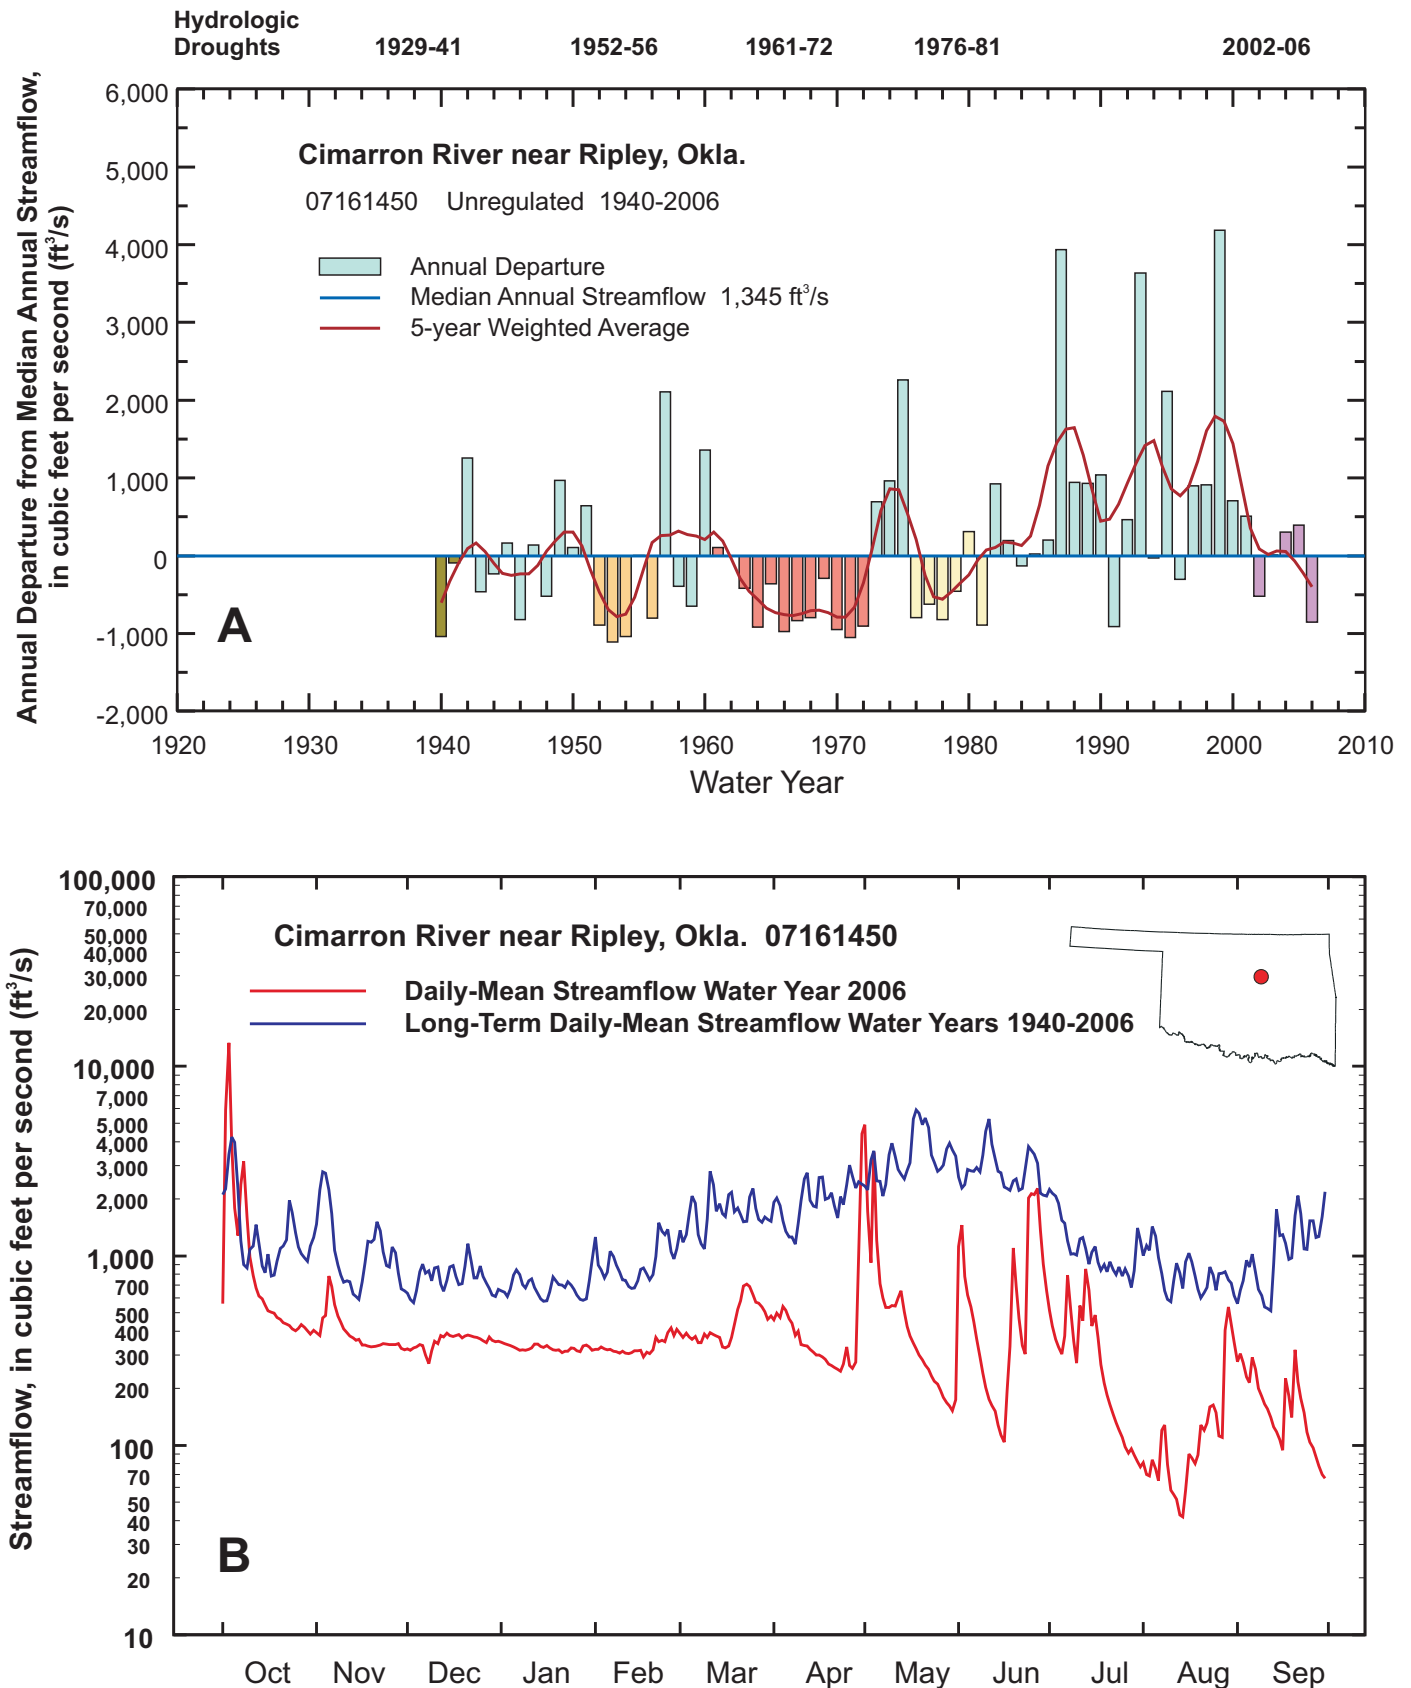 Hydrologic
Droughts 1929-41 1952-56 1961-72 1976-81 2002-06
Annual Departure from Median Annual Streamflow,
in cubic feet per second (ft³/s)
6,000
5,000
4,000
3,000
2,000
1,000
0
-1,000
-2,000
Cimarron River near Ripley, Okla.
07161450 Unregulated 1940-2006
Annual Departure
Median Annual Streamflow 1,345 ft³/s
5-year Weighted Average
A
1920 1930 1940 1950 1960 1970 1980 1990 2000 2010
Water Year
Streamflow, in cubic feet per second (ft³/s)
100,000
70,000
50,000
40,000
30,000
20,000
10,000
7,000
5,000
4,000
3,000
2,000
1,000
700
500
400
300
200
100
70
50
40
30
20
10
Cimarron River near Ripley, Okla. 07161450
Daily-Mean Streamflow Water Year 2006
Long-Term Daily-Mean Streamflow Water Years 1940-2006
B
Oct Nov Dec Jan Feb Mar Apr May Jun Jul Aug Sep